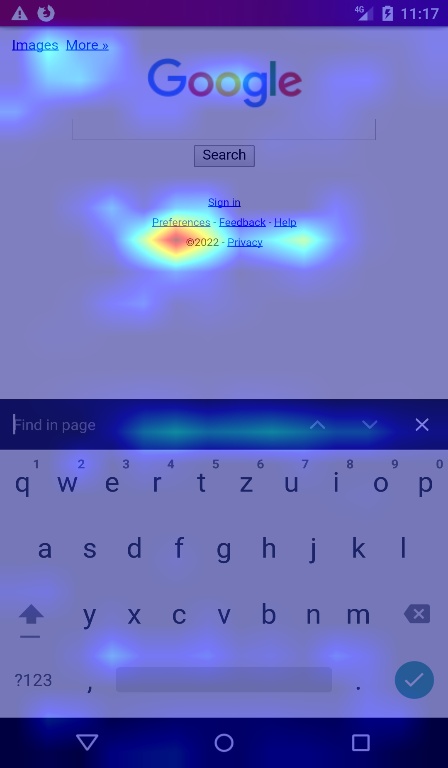 4G 11:17
Images More »
Google
Search
Sign in
Preferences - Feedback - Help
©2022 - Privacy
Find in page
1 2 3 4 5 6 7 8 9 0
q w e r t z u i o p
a s d f g h j k l
y x c v b n m
?123 , .